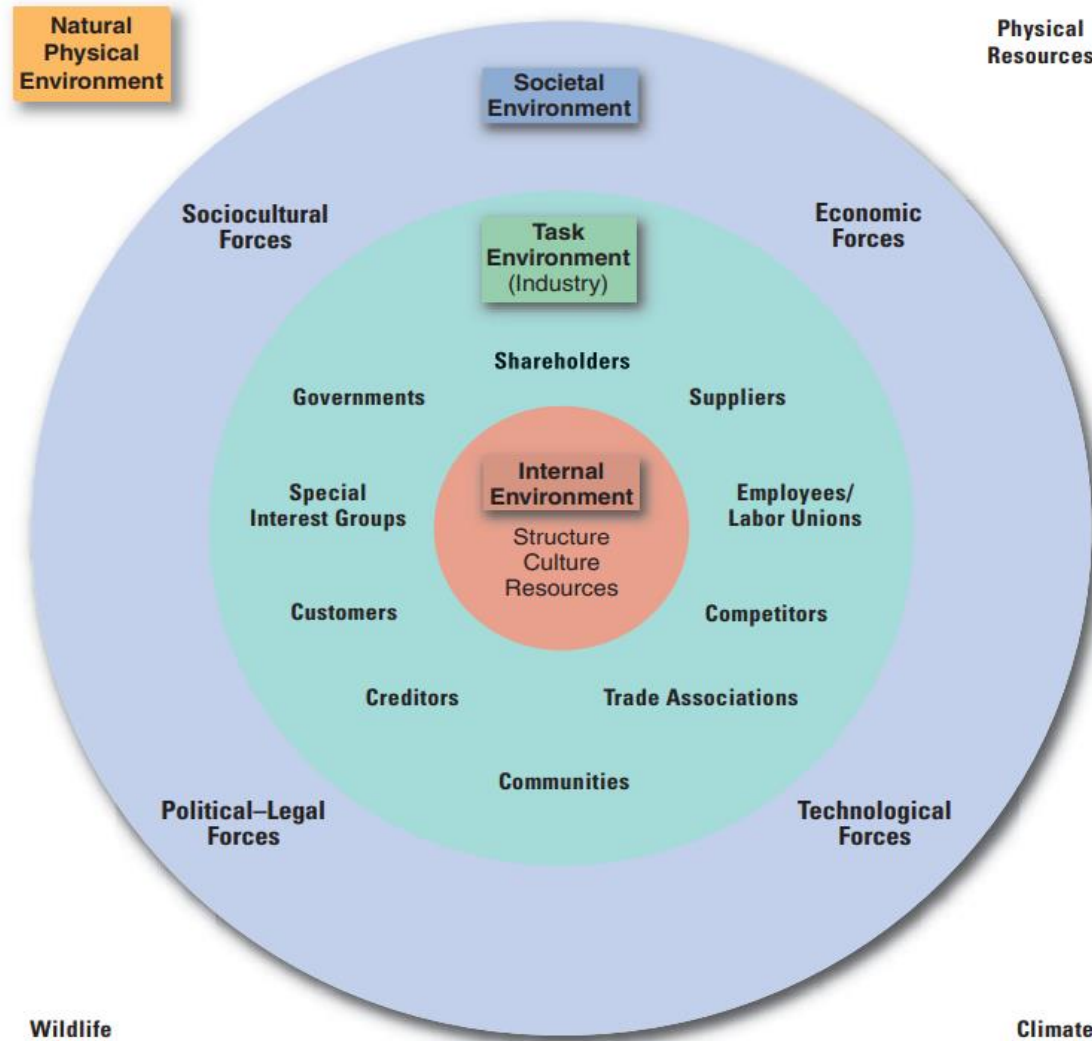 Natural
Physical
Environment
Physical
Resources
Societal
Environment
Sociocultural
Forces
Economic
Forces
Task
Environment
(Industry)
Shareholders
Governments
Suppliers
Special
Interest Groups
Internal
Environment
Structure
Culture
Resources
Employees/
Labor Unions
Customers
Competitors
Creditors
Trade Associations
Communities
Political–Legal
Forces
Technological
Forces
Wildlife
Climate